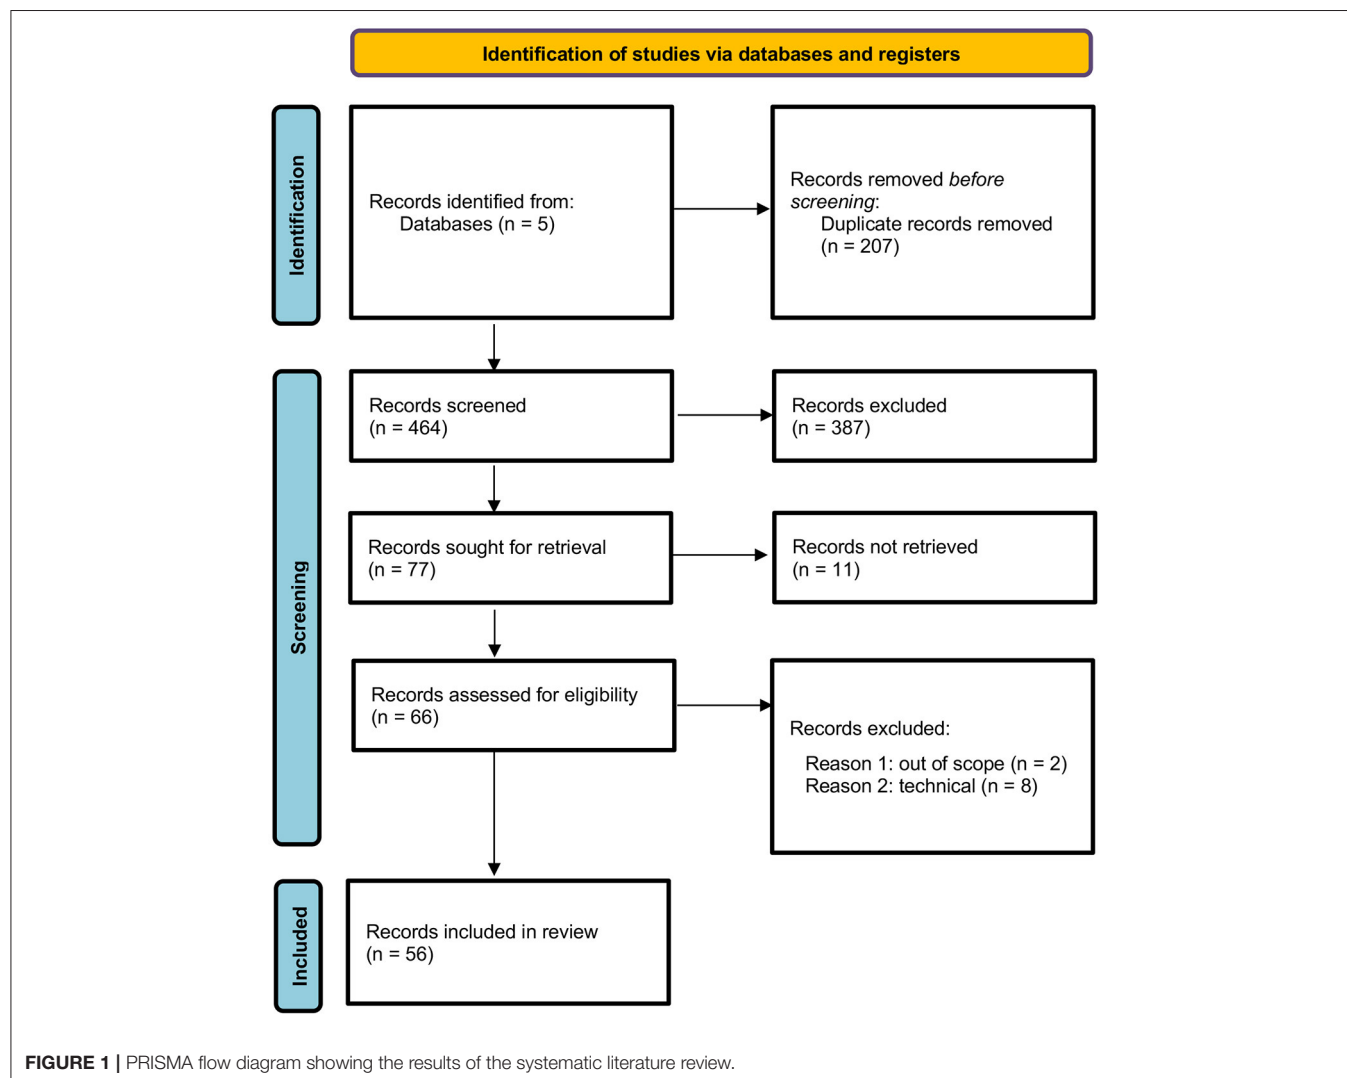 Identification of studies via databases and registers
Identification
Records identified from:
Databases (n = 5)
Records removed before
screening:
Duplicate records removed
(n = 207)
Screening
Records screened
(n = 464)
Records excluded
(n = 387)
Records sought for retrieval
(n = 77)
Records not retrieved
(n = 11)
Records assessed for eligibility
(n = 66)
Records excluded:
Reason 1: out of scope (n = 2)
Reason 2: technical (n = 8)
Included
Records included in review
(n = 56)
FIGURE 1 | PRISMA flow diagram showing the results of the systematic literature review.